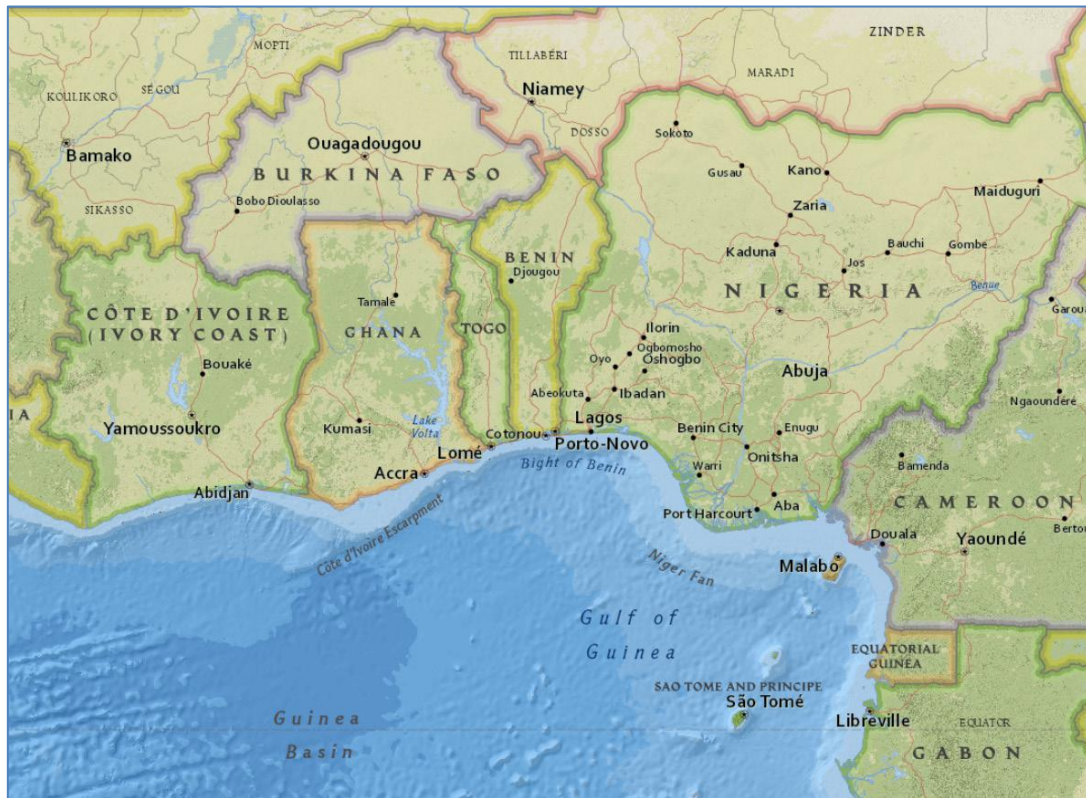 ZINDER
MOPTI
TILLABÉRI
MARADI
SÉGOU
KOULIKORO
Niamey
DOSSO
Sokoto
Bamako
Ouagadougou
BURKINA FASO
Gusau
Kano
Maiduguri
SIKASSO
Bobo Dioulasso
Zaria
Kaduna
Bauchi
Gombe
Jos
BENIN
Djougou
NIGERIA
Benue
Tamale
Garoua
CÔTE D'IVOIRE
(IVORY COAST)
GHANA
TOGO
Ilorin
Ogbomosho
Oyo
Oshogbo
Bouaké
Abuja
Abeokuta
Ibadan
Ngaoundéré
IA
Yamoussoukro
Kumasi
Lake
Volta
Lagos
Cotonou
Porto-Novo
Benin City
Enugu
Lomé
Onitsha
Accra
Bight of Benin
Warri
Bamenda
Abidjan
Aba
Port Harcourt
CAMEROON
Côte d'Ivoire Escarpment
Douala
Yaoundé
Bertou
Niger Fan
Malabo
Gulf of
Guinea
EQUATORIAL
GUINEA
SAO TOME AND PRINCIPE
São Tomé
Libreville
Guinea
Basin
EQUATOR
GABON